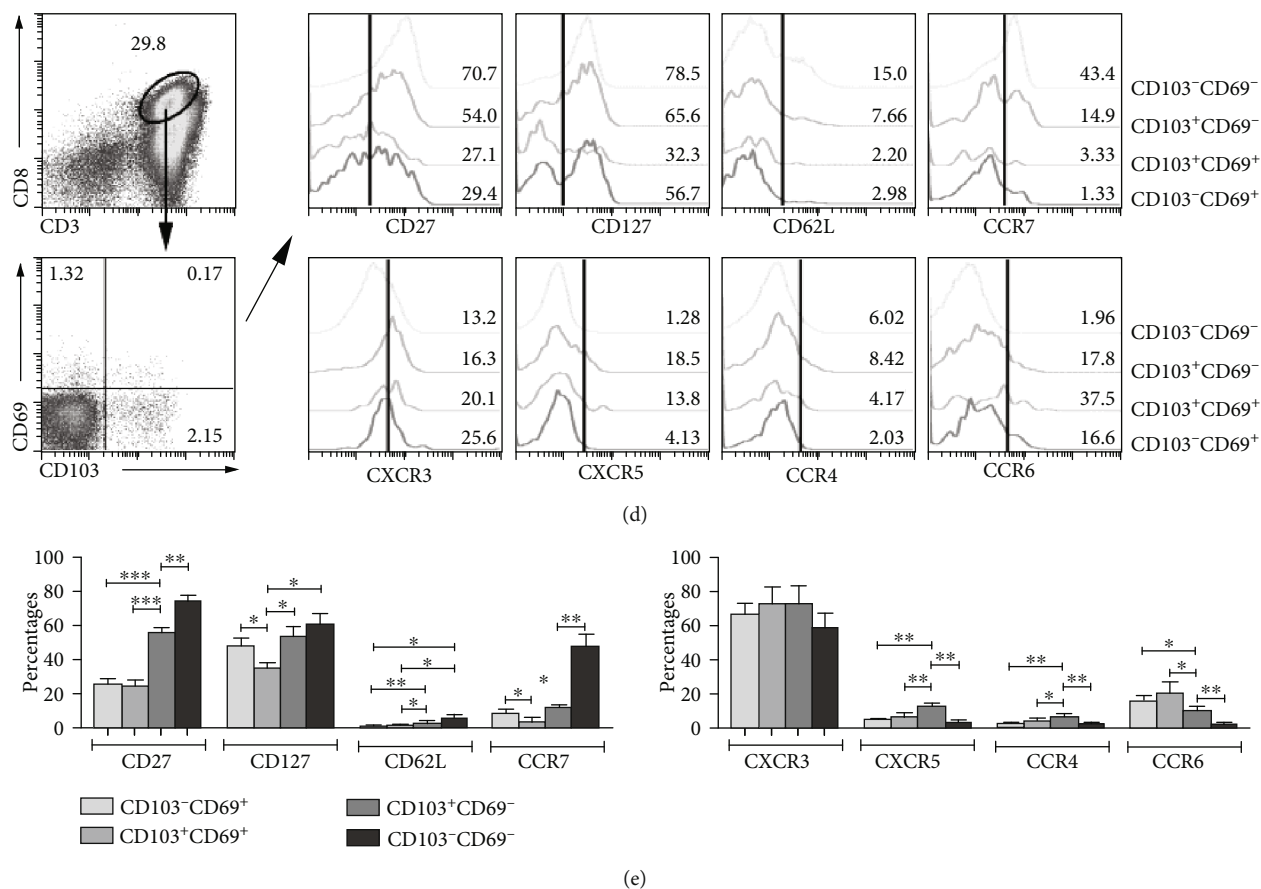 29.8
CD8
CD3
1.32 0.17
2.15
CD69
CD103
70.7
54.0
27.1
29.4
CD27
78.5
65.6
32.3
56.7
CD127
15.0
7.66
2.20
2.98
CD62L
43.4
14.9
3.33
1.33
CCR7
CD103⁻CD69⁻
CD103⁺CD69⁻
CD103⁺CD69⁺
CD103⁻CD69⁺
13.2
16.3
20.1
25.6
CXCR3
1.28
18.5
13.8
4.13
CXCR5
6.02
8.42
4.17
2.03
CCR4
1.96
17.8
37.5
16.6
CCR6
CD103⁻CD69⁻
CD103⁺CD69⁻
CD103⁺CD69⁺
CD103⁻CD69⁺
(d)
Percentages
100
80
60
40
20
0
*** **
***
*
* *
*
*
**
*
**
* *
CD27 CD127 CD62L CCR7
Percentages
100
80
60
40
20
0
**
**
**
**
**
*
*
*
**
CXCR3 CXCR5 CCR4 CCR6
CD103⁻CD69⁺ CD103⁺CD69⁻
CD103⁺CD69⁺ CD103⁻CD69⁻
(e)